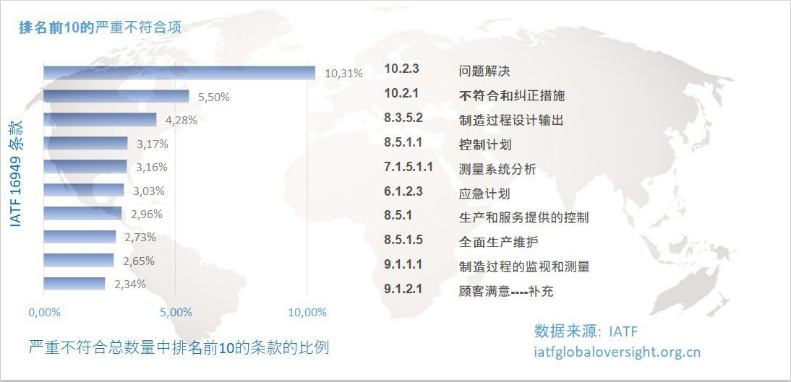 排名前10的严重不符合项
10,31% 10.2.3 问题解决
5,50% 10.2.1 不符合和纠正措施
4,28% 8.3.5.2 制造过程设计输出
3,17% 8.5.1.1 控制计划
3,16% 7.1.5.1.1 测量系统分析
3,03% 6.1.2.3 应急计划
2,96% 8.5.1 生产和服务提供的控制
2,73% 8.5.1.5 全面生产维护
2,65% 9.1.1.1 制造过程的监视和测量
2,34% 9.1.2.1 顾客满意----补充
IATF 16949 条款
0,00% 5,00% 10,00%
严重不符合总数量中排名前10的条款的比例
数据来源: IATF
iatfglobaloversight.org.cn